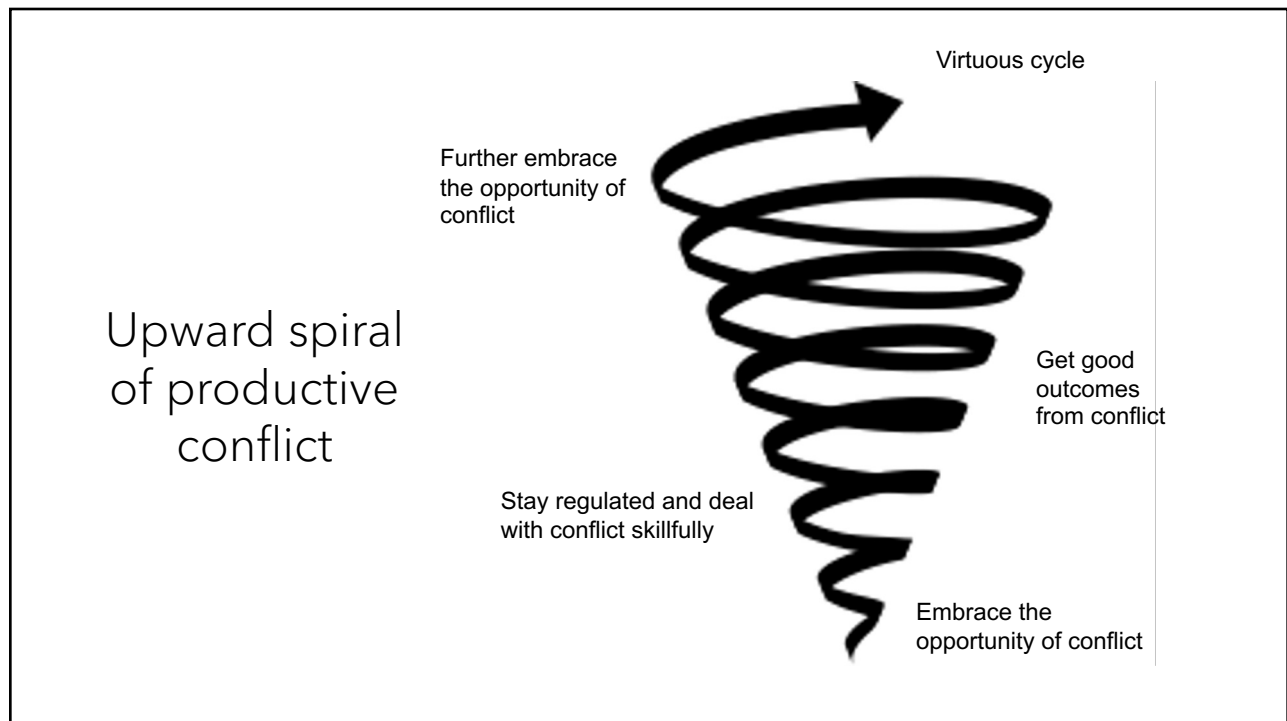 Virtuous cycle
Further embrace
the opportunity of
conflict
Upward spiral
of productive
conflict
Get good
outcomes
from conflict
Stay regulated and deal
with conflict skillfully
Embrace the
opportunity of conflict